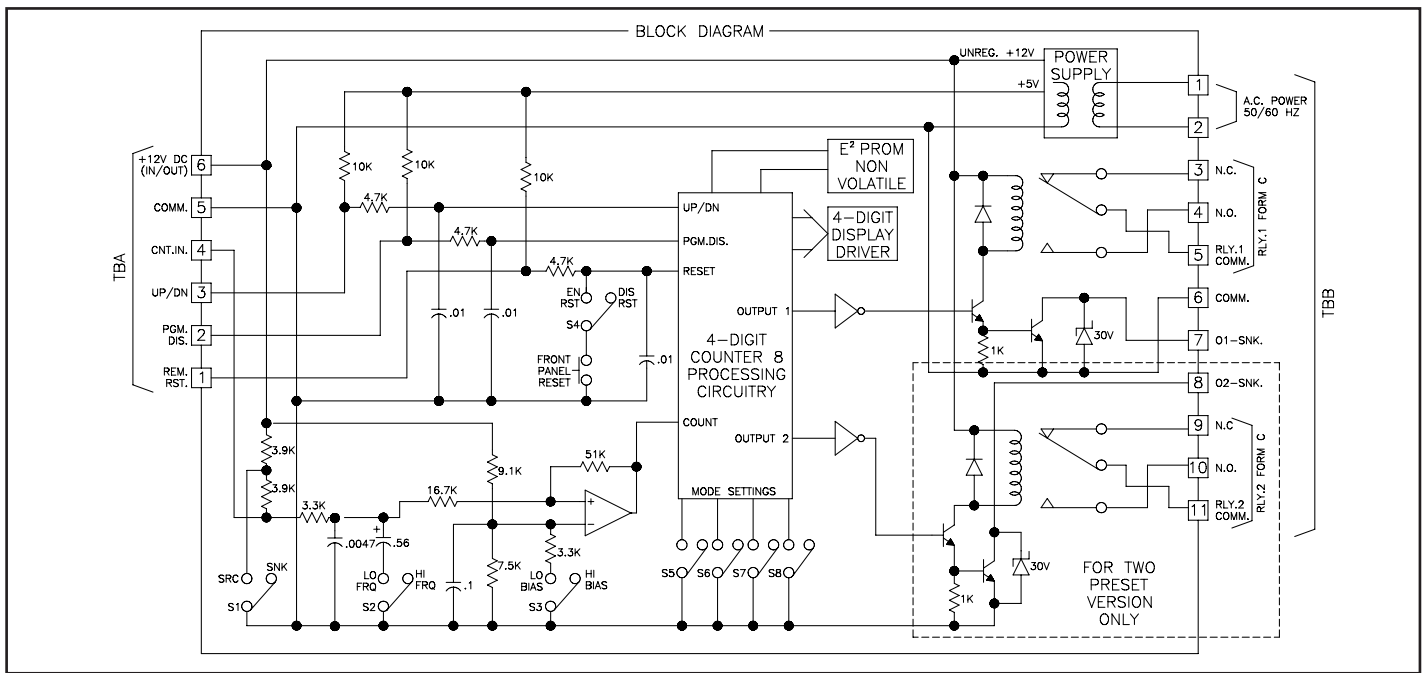 BLOCK DIAGRAM
UNREG. +12V
POWER
SUPPLY
+5V
1
2
A.C. POWER
50/60 HZ
TBA
+12V DC
(IN/OUT)
6
COMM.
5
CNT.IN.
4
UP/DN
3
PGM.
DIS.
2
REM.
RST.
1
10K
10K
10K
4.7K
4.7K
4.7K
.01
.01
.01
EN
RST
DIS
RST
S4
FRONT
PANEL
RESET
UP/DN
PGM.DIS.
RESET
OUTPUT 1
4-DIGIT
COUNTER 8
PROCESSING
CIRCUITRY
COUNT
OUTPUT 2
MODE SETTINGS
E² PROM
NON
VOLATILE
4-DIGIT
DISPLAY
DRIVER
3
N.C.
4
N.O.
5
RLY.1
COMM.
RLY.1 FORM C
6
COMM.
7
O1-SNK.
8
O2-SNK.
9
N.C
10
N.O.
11
RLY.2
COMM.
RLY.2 FORM C
TBB
1K
30V
1K
30V
FOR TWO
PRESET
VERSION
ONLY
3.9K
3.9K
3.3K
.0047
+
.56
16.7K
9.1K
51K
+
−
7.5K
.1
3.3K
SRC
SNK
S1
LO
FRQ
HI
FRQ
S2
LO
BIAS
HI
BIAS
S3
S5
S6
S7
S8